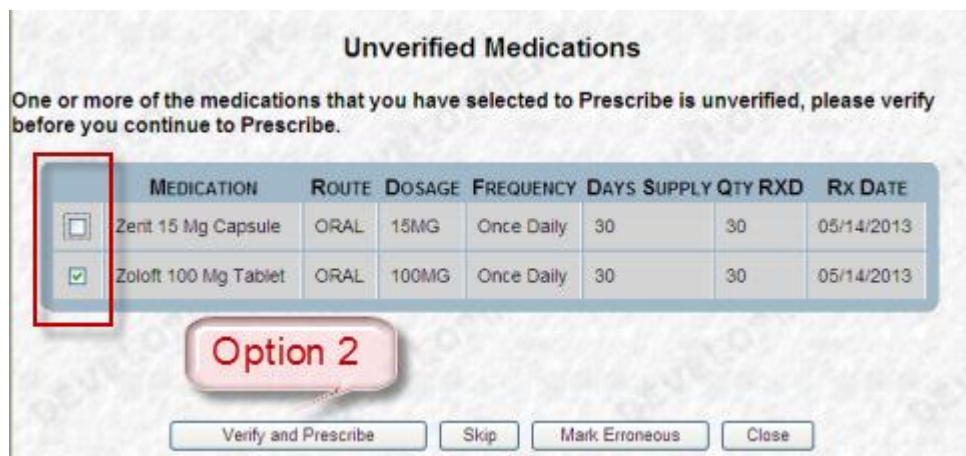 Unverified Medications
One or more of the medications that you have selected to Prescribe is unverified, please verify
before you continue to Prescribe.
MEDICATION ROUTE DOSAGE FREQUENCY DAYS SUPPLY QTY RXD RX DATE
Zerit 15 Mg Capsule ORAL 15MG Once Daily 30 30 05/14/2013
Zoloft 100 Mg Tablet ORAL 100MG Once Daily 30 30 05/14/2013
Option 2
Verify and Prescribe Skip Mark Erroneous Close